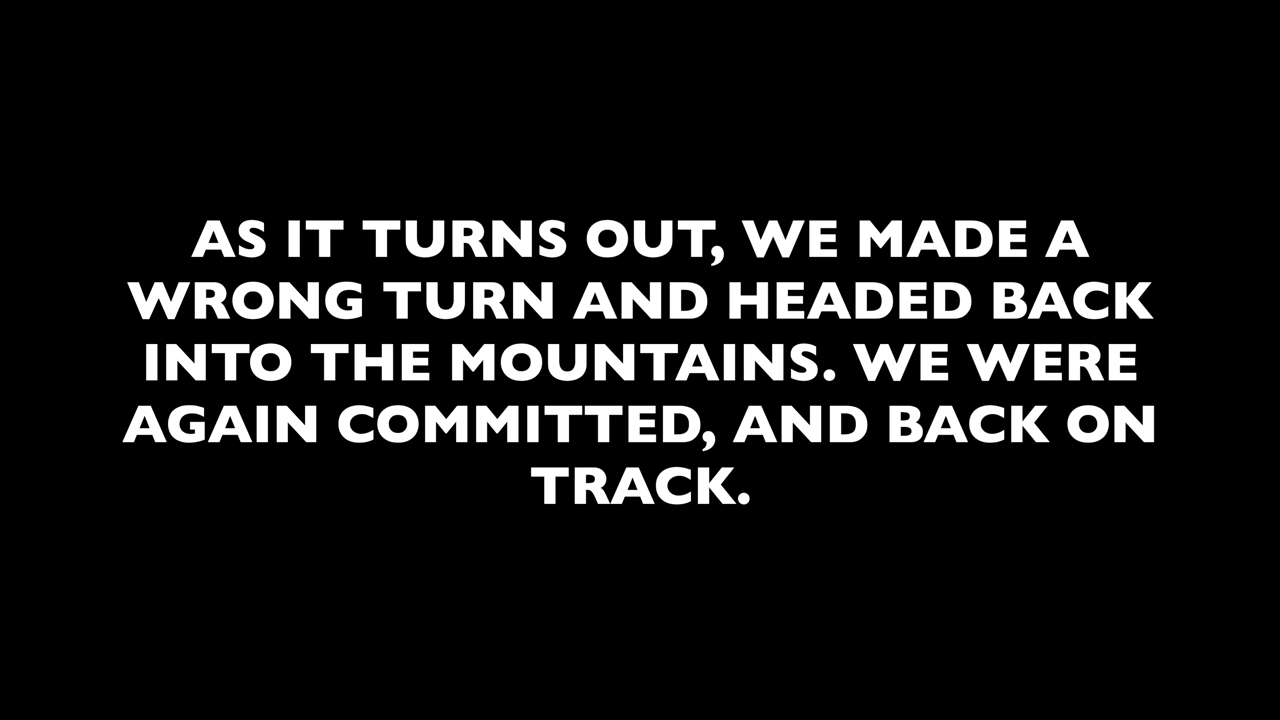 AS IT TURNS OUT, WE MADE A
WRONG TURN AND HEADED BACK
INTO THE MOUNTAINS. WE WERE
AGAIN COMMITTED, AND BACK ON
TRACK.